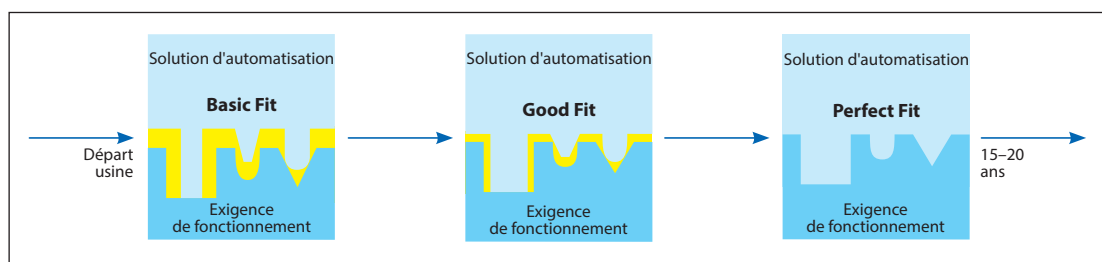 Solution d'automatisation
Basic Fit
Départ
usine
Exigence
de fonctionnement
Solution d'automatisation
Good Fit
Exigence
de fonctionnement
Solution d'automatisation
Perfect Fit
Exigence
de fonctionnement
15–20
ans